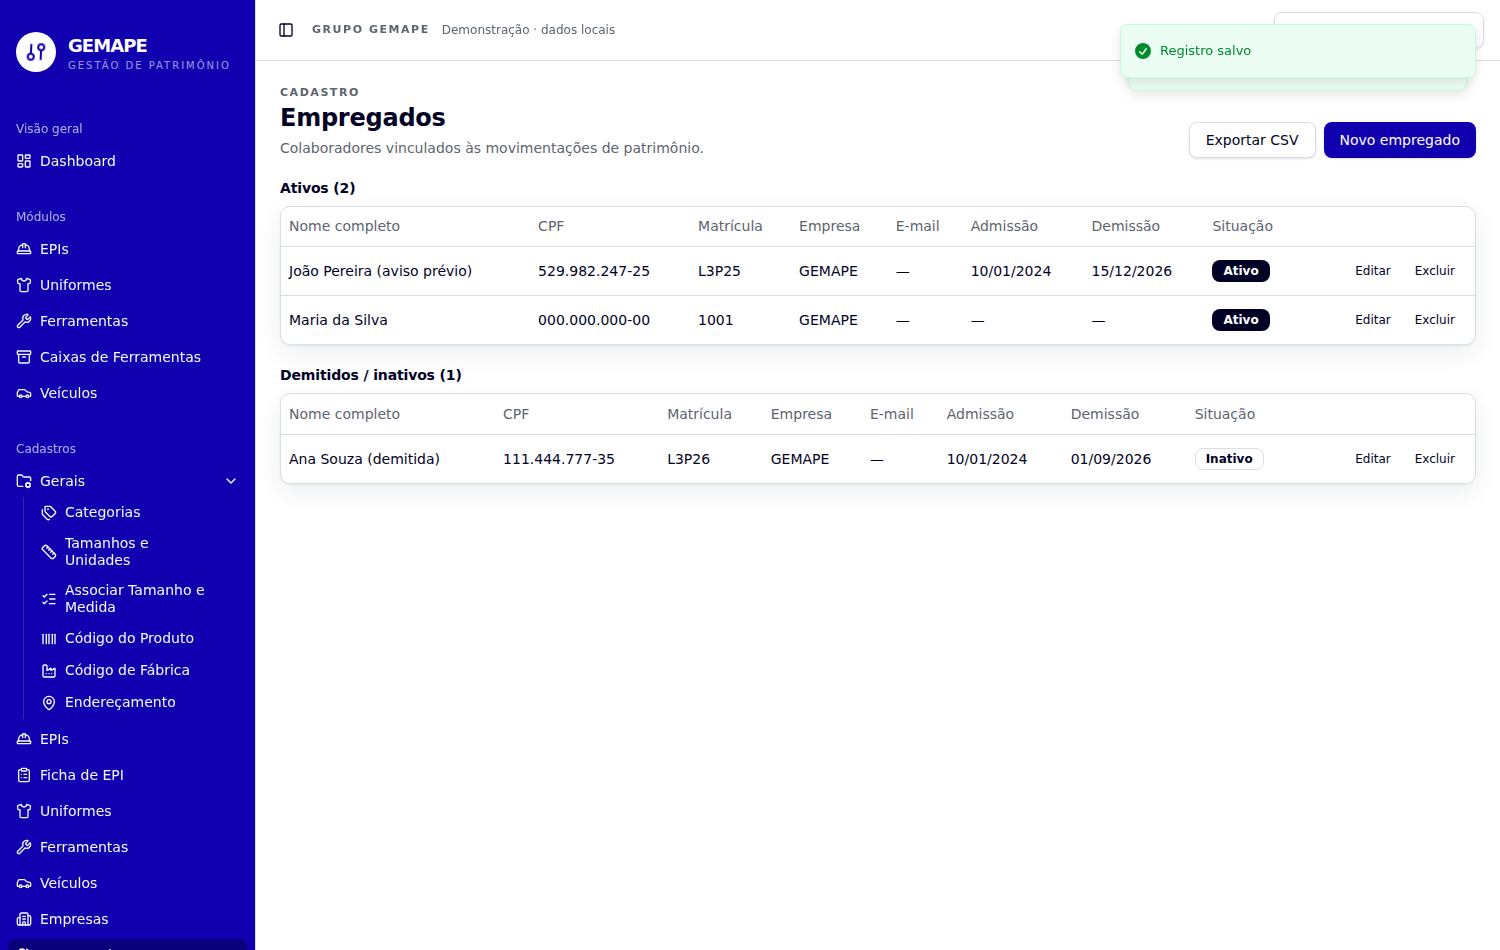 GEMAPE
GESTÃO DE PATRIMÔNIO
Visão geral
Dashboard
Módulos
EPIs
Uniformes
Ferramentas
Caixas de Ferramentas
Veículos
Cadastros
Gerais
Categorias
Tamanhos e
Unidades
Associar Tamanho e
Medida
Código do Produto
Código de Fábrica
Endereçamento
EPIs
Ficha de EPI
Uniformes
Ferramentas
Veículos
Empresas
GRUPO GEMAPE Demonstração · dados locais
Registro salvo
CADASTRO
Empregados
Colaboradores vinculados às movimentações de patrimônio.
Exportar CSV Novo empregado
Ativos (2)
Nome completo CPF Matrícula Empresa E-mail Admissão Demissão Situação
João Pereira (aviso prévio) 529.982.247-25 L3P25 GEMAPE — 10/01/2024 15/12/2026 Ativo Editar Excluir
Maria da Silva 000.000.000-00 1001 GEMAPE — — — Ativo Editar Excluir
Demitidos / inativos (1)
Nome completo CPF Matrícula Empresa E-mail Admissão Demissão Situação
Ana Souza (demitida) 111.444.777-35 L3P26 GEMAPE — 10/01/2024 01/09/2026 Inativo Editar Excluir